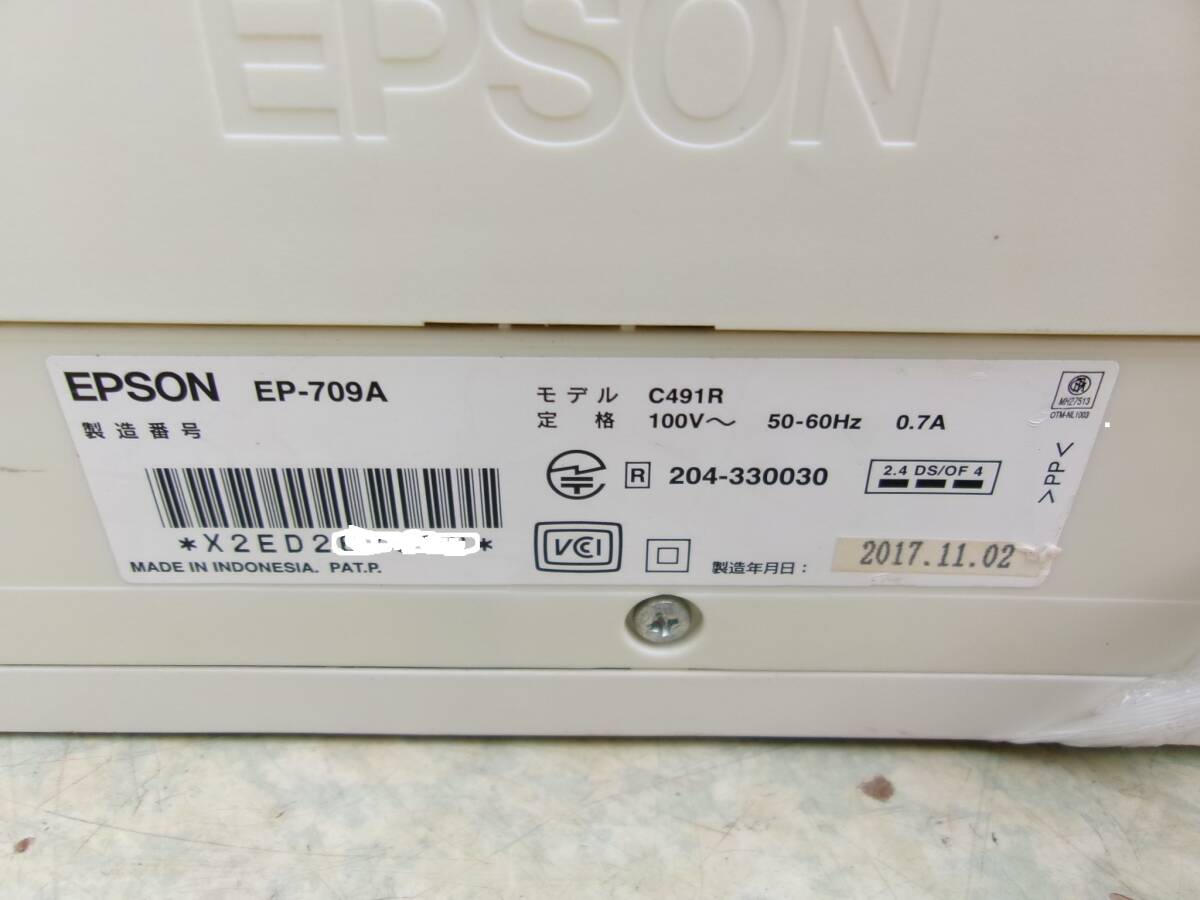 EPSON
EPSON EP-709A
製造番号
*X2ED2 *
MADE IN INDONESIA. PAT.P.
モデル C491R
定格 100V～ 50-60Hz 0.7A
R 204-330030
2.4 DS/OF 4
VCCI
製造年月日: 2017.11.02
MH27513
OTM-NL1003
>PP<